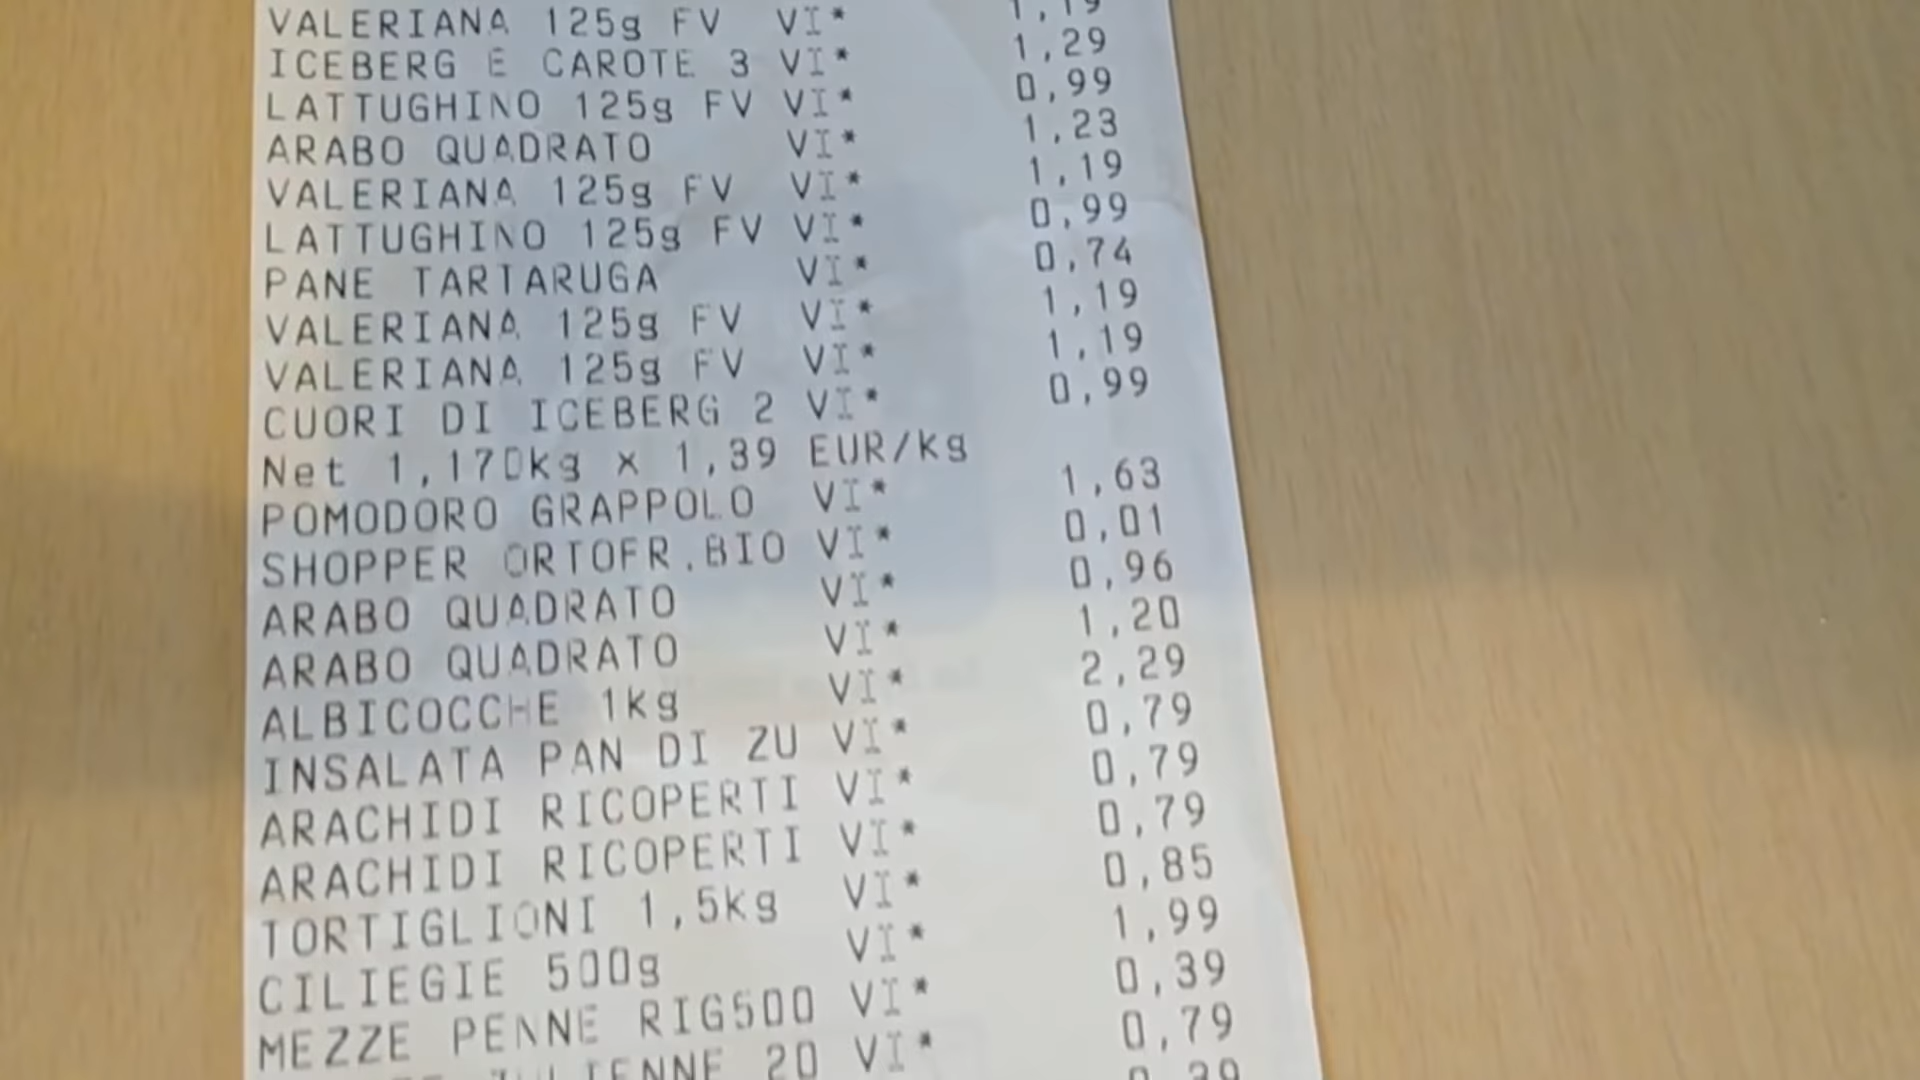 VALERIANA 125g FV VI* 1,19
ICEBERG E CAROTE 3 VI* 1,29
LATTUGHINO 125g FV VI* 0,99
ARABO QUADRATO VI* 1,23
VALERIANA 125g FV VI* 1,19
LATTUGHINO 125g FV VI* 0,99
PANE TARTARUGA VI* 0,74
VALERIANA 125g FV VI* 1,19
VALERIANA 125g FV VI* 1,19
CUORI DI ICEBERG 2 VI* 0,99
Net 1,170kg x 1,39 EUR/kg
POMODORO GRAPPOLO VI* 1,63
SHOPPER ORTOFR.BIO VI* 0,01
ARABO QUADRATO VI* 0,96
ARABO QUADRATO VI* 1,20
ALBICOCCHE 1kg VI* 2,29
INSALATA PAN DI ZU VI* 0,79
ARACHIDI RICOPERTI VI* 0,79
ARACHIDI RICOPERTI VI* 0,79
TORTIGLIONI 1,5kg VI* 0,85
CILIEGIE 500g VI* 1,99
MEZZE PENNE RIG500 VI* 0,39
20 VI* 0,79